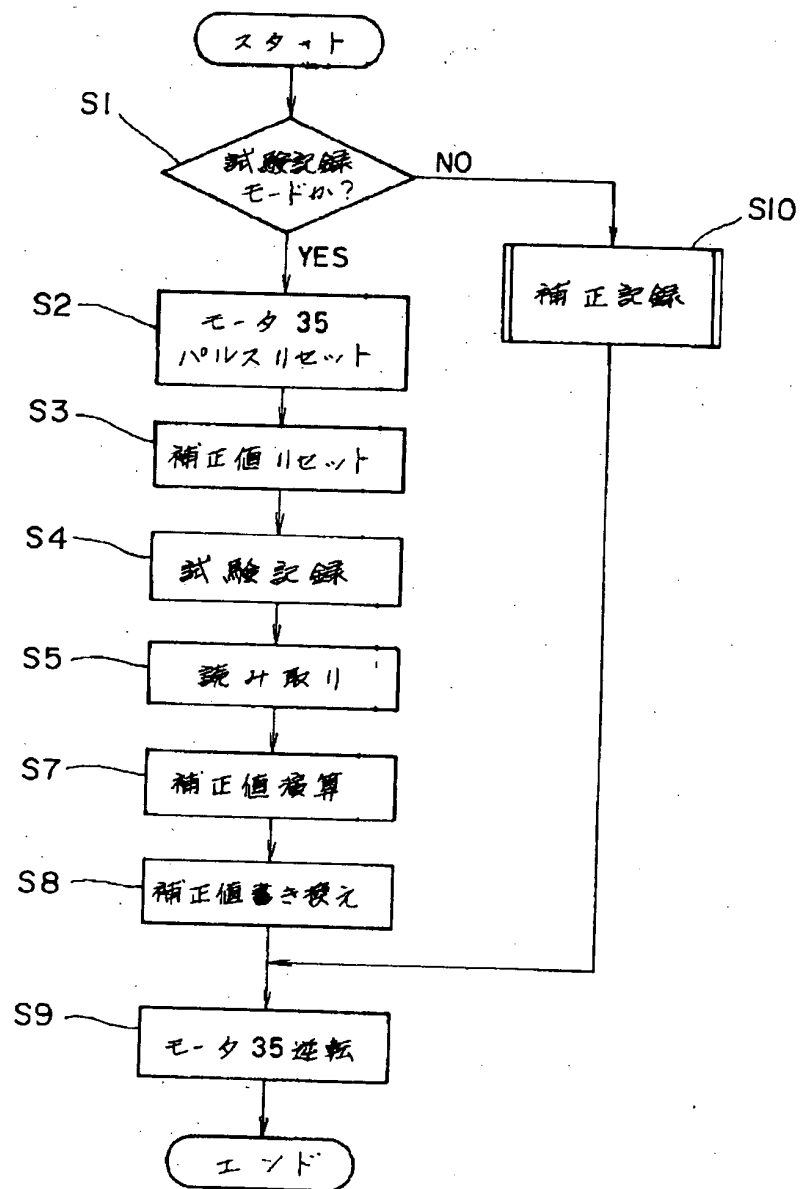 スタート
S1
試験記録
モードか?
NO
S10
YES
補正記録
S2
モータ 35
パルスリセット
S3
補正値リセット
S4
試験記録
S5
読み取り
S7
補正値演算
S8
補正値書き換え
S9
モータ 35 逆転
エンド